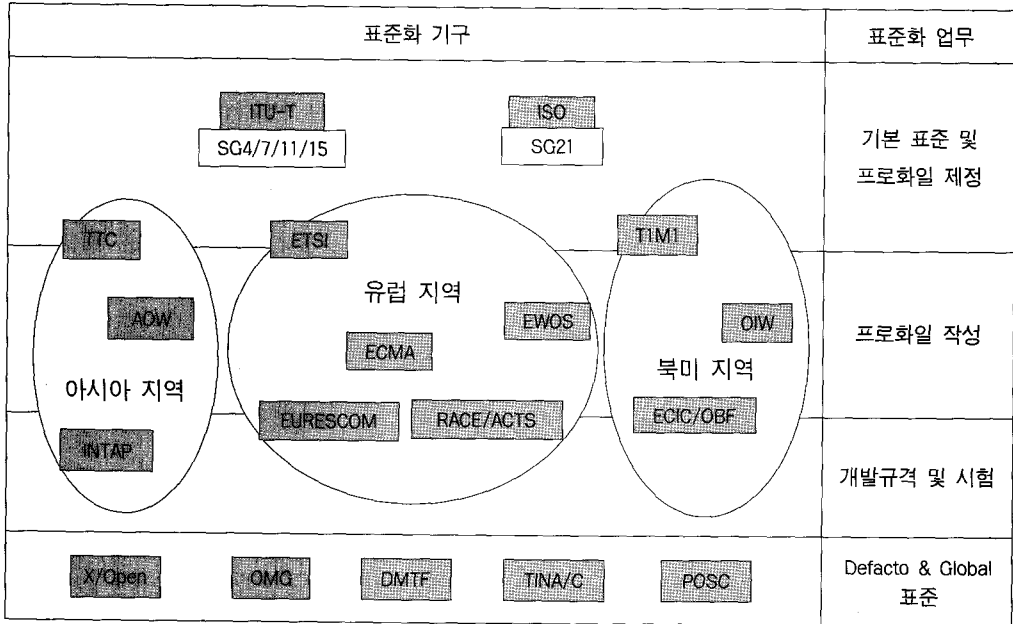 표준화 기구
표준화 업무
ITU-T
SG4/7/11/15
ISO
SG21
기본 표준 및
프로화일 제정
TTC
ETSI
T1M1
유럽 지역
AOW
EWOS
OIW
ECMA
프로화일 작성
아시아 지역
북미 지역
EURESCOM
RACE/ACTS
ECIC/OBF
INTAP
개발규격 및 시험
X/Open
OMG
DMTF
TINA/C
POSC
Defacto & Global
표준